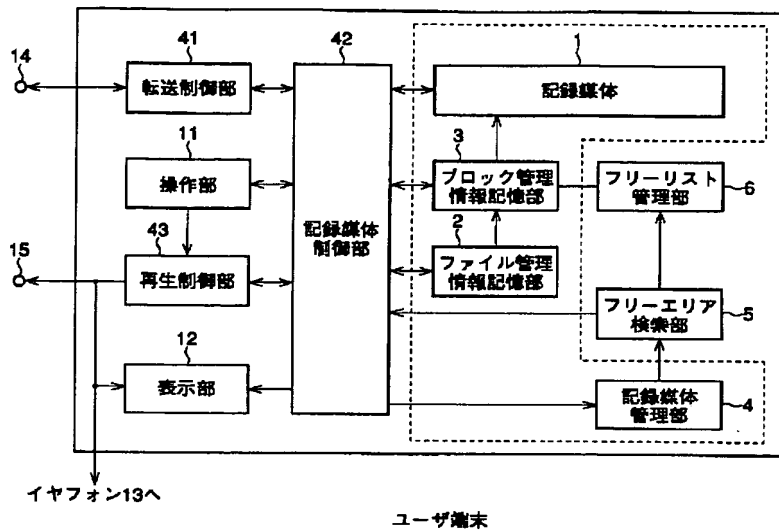 41
42
1
14
転送制御部
記録媒体
11
3
操作部
ブロック管理
情報記憶部
フリーリスト
管理部
6
43
2
15
記録媒体
制御部
再生制御部
ファイル管理
情報記憶部
フリーエリア
検索部
5
12
表示部
記録媒体
管理部
4
イヤフォン13へ
ユーザ端末